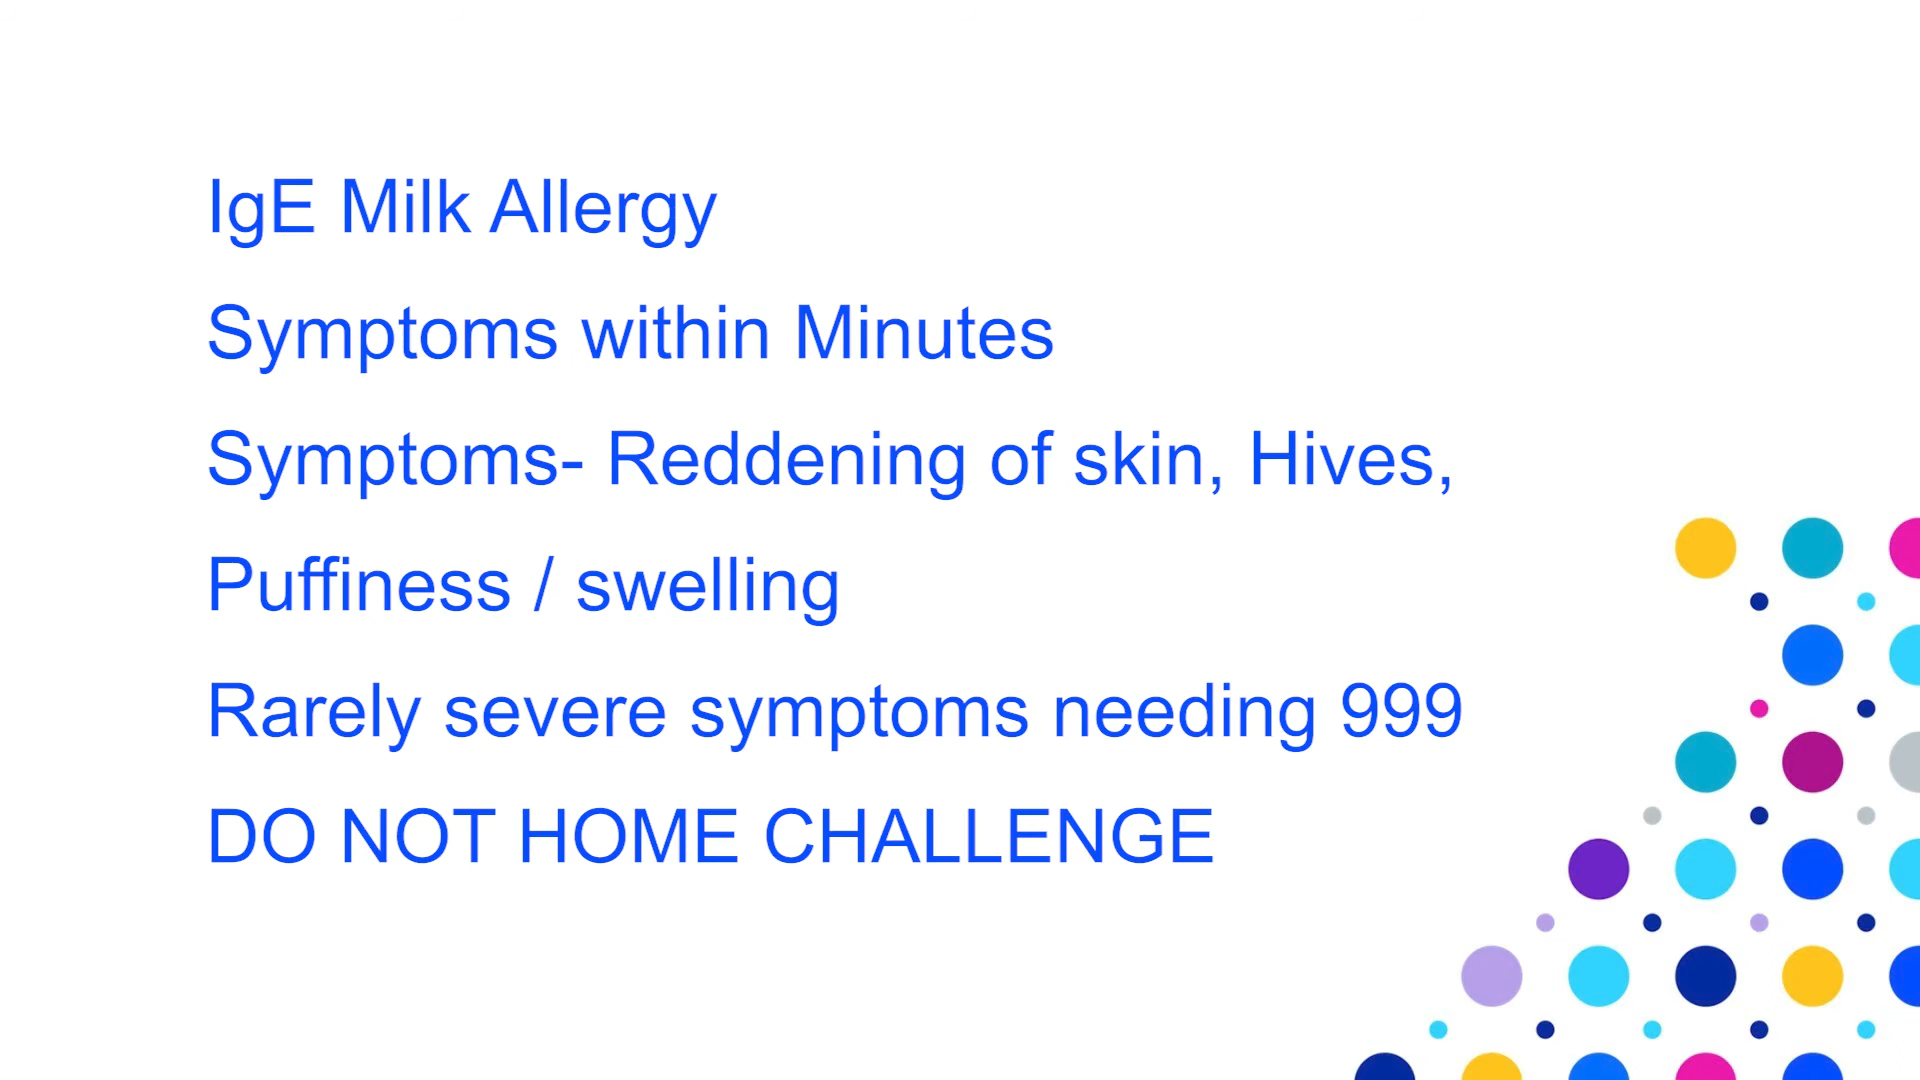 IgE Milk Allergy
Symptoms within Minutes
Symptoms- Reddening of skin, Hives,
Puffiness / swelling
Rarely severe symptoms needing 999
DO NOT HOME CHALLENGE